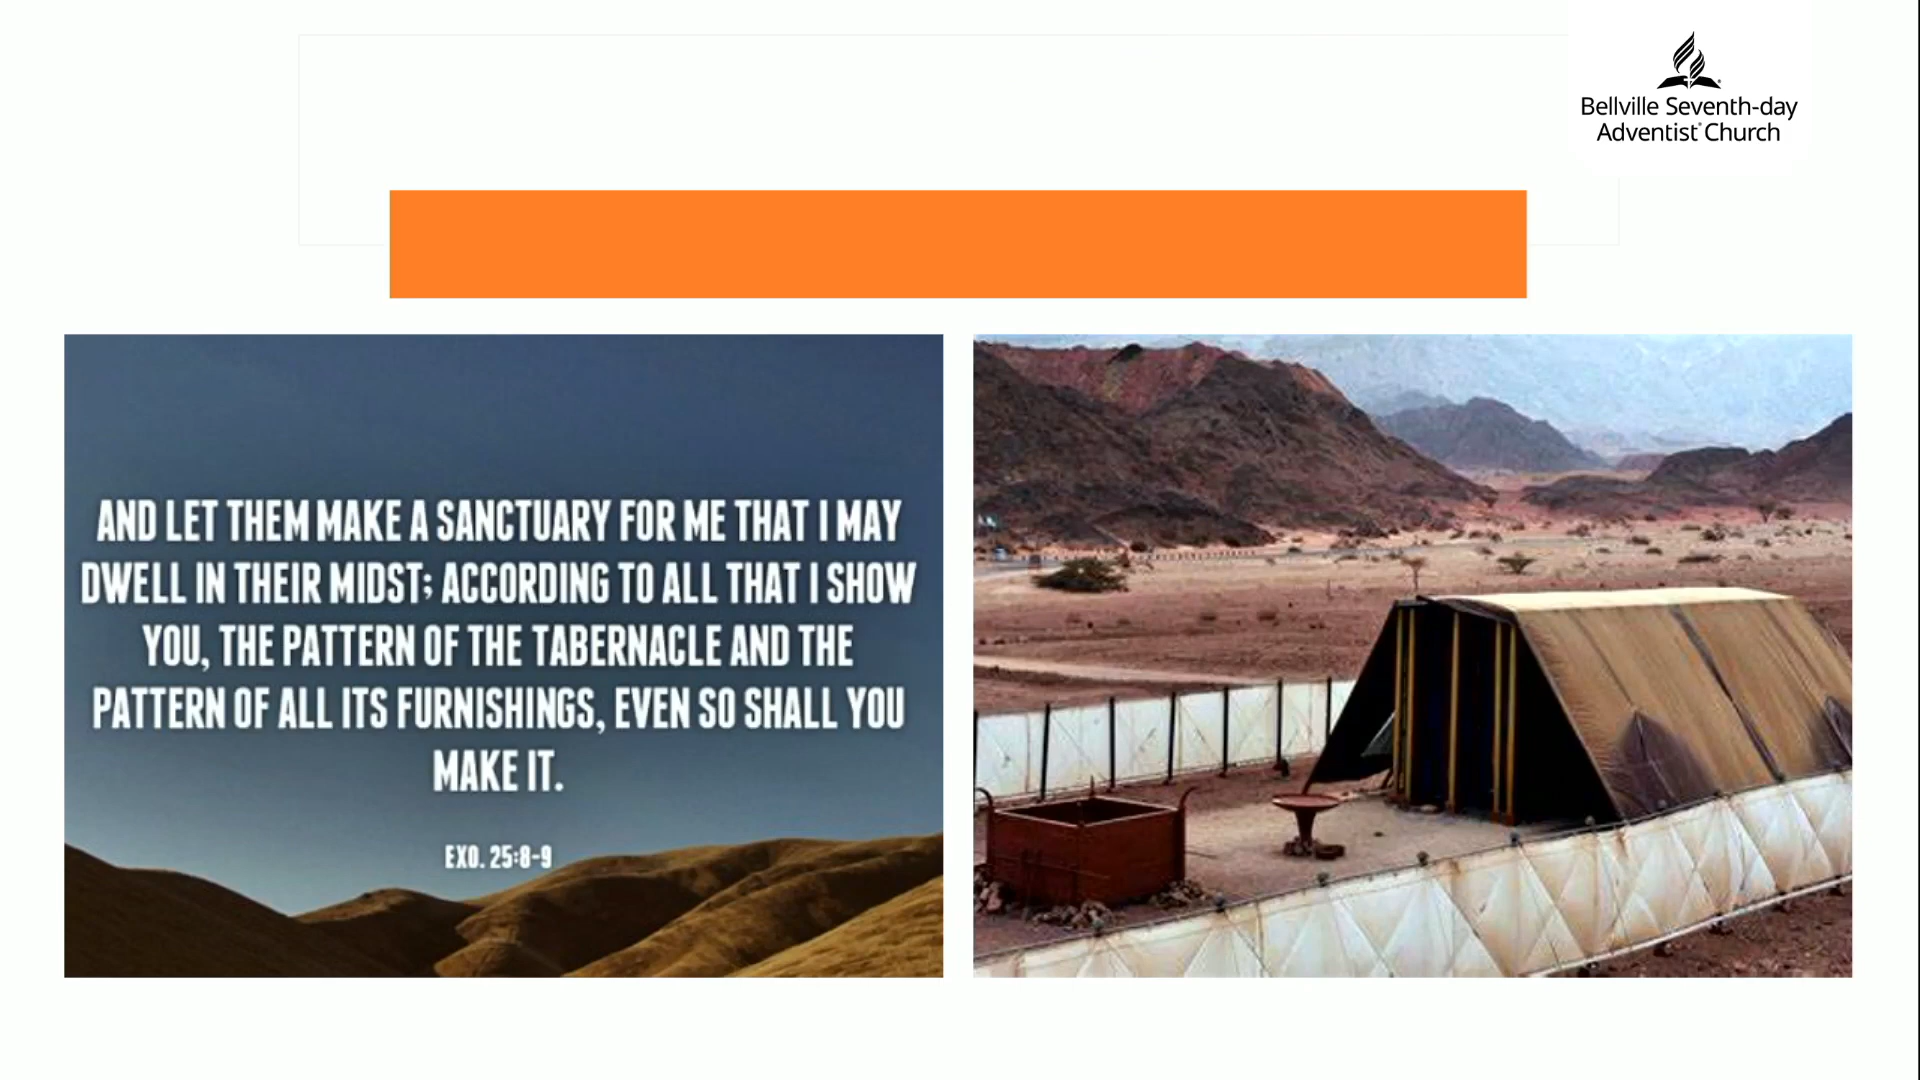 Bellville Seventh-day
Adventist® Church
AND LET THEM MAKE A SANCTUARY FOR ME THAT I MAY
DWELL IN THEIR MIDST; ACCORDING TO ALL THAT I SHOW
YOU, THE PATTERN OF THE TABERNACLE AND THE
PATTERN OF ALL ITS FURNISHINGS, EVEN SO SHALL YOU
MAKE IT.
EXO. 25:8-9